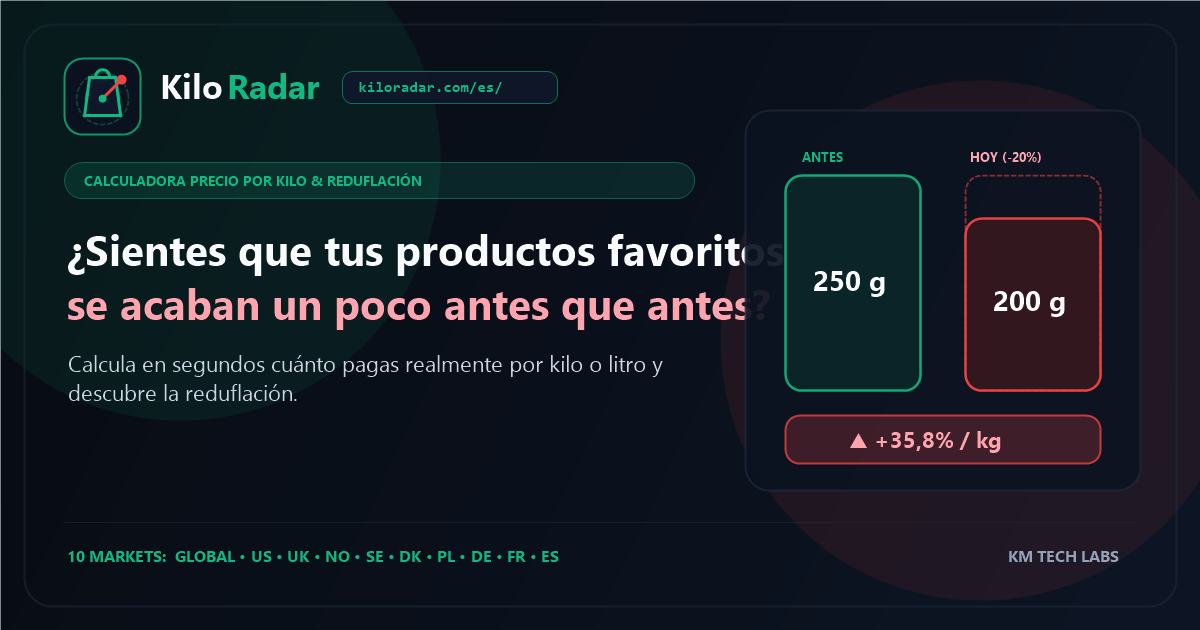 Kilo Radar
kiloradar.com/es/
CALCULADORA PRECIO POR KILO & REDUFLACIÓN
¿Sientes que tus productos favoritos
se acaban un poco antes que antes?
Calcula en segundos cuánto pagas realmente por kilo o litro y
descubre la reduflación.
ANTES
HOY (-20%)
250 g
200 g
▲ +35,8% / kg
10 MARKETS: GLOBAL • US • UK • NO • SE • DK • PL • DE • FR • ES
KM TECH LABS